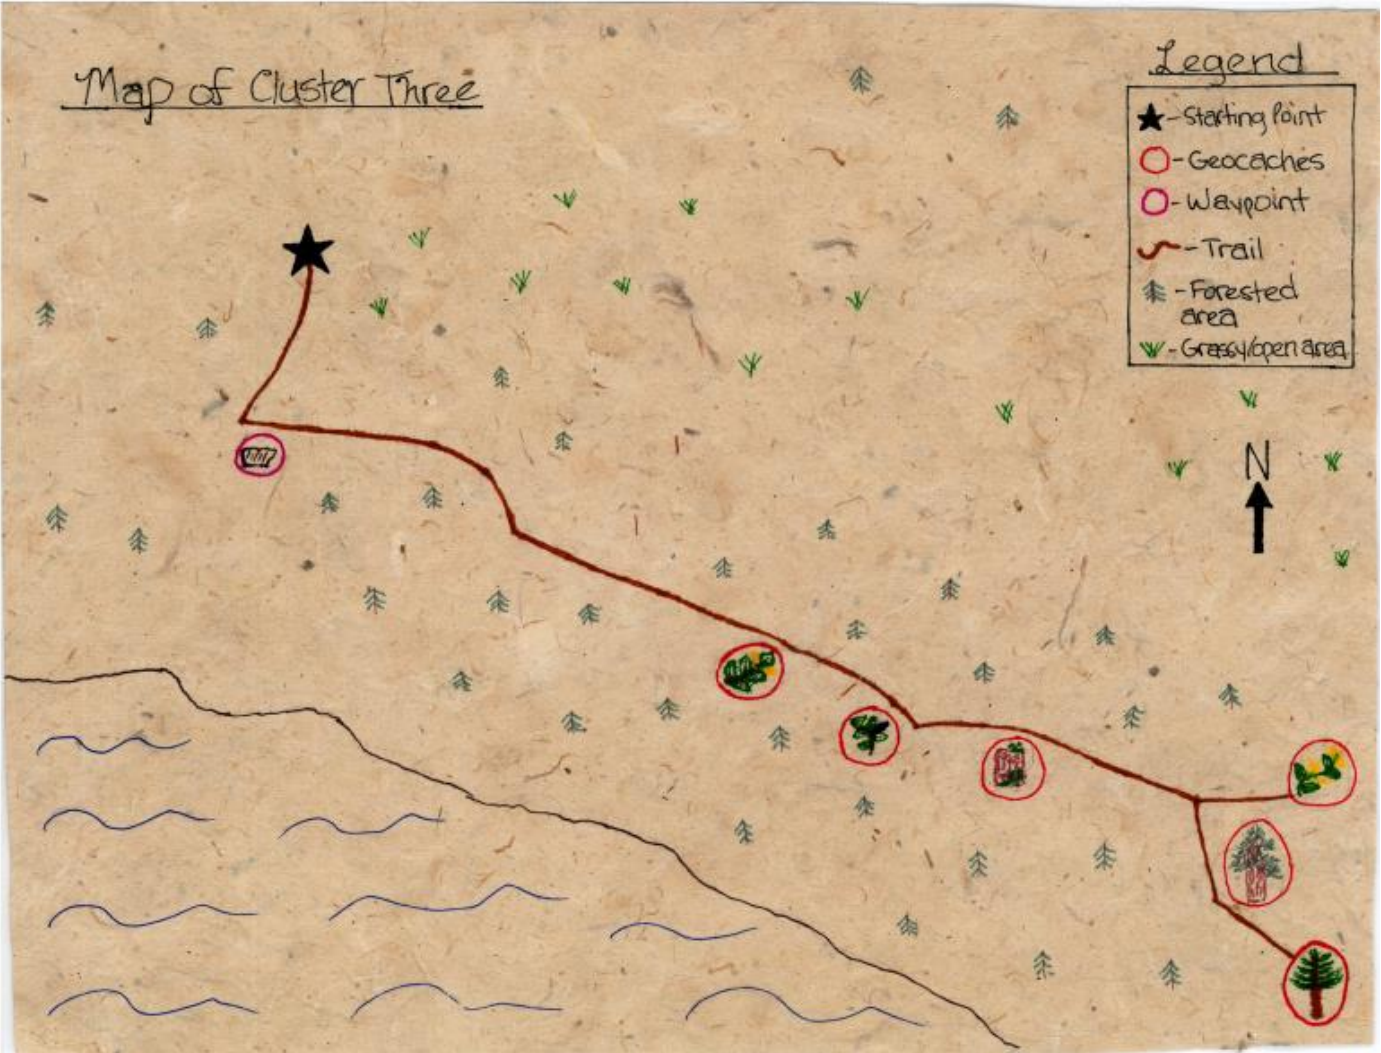 Map of Cluster Three
Legend
- Starting Point
- Geocaches
- Waypoint
- Trail
- Forested
area
- Grassy/open area
N